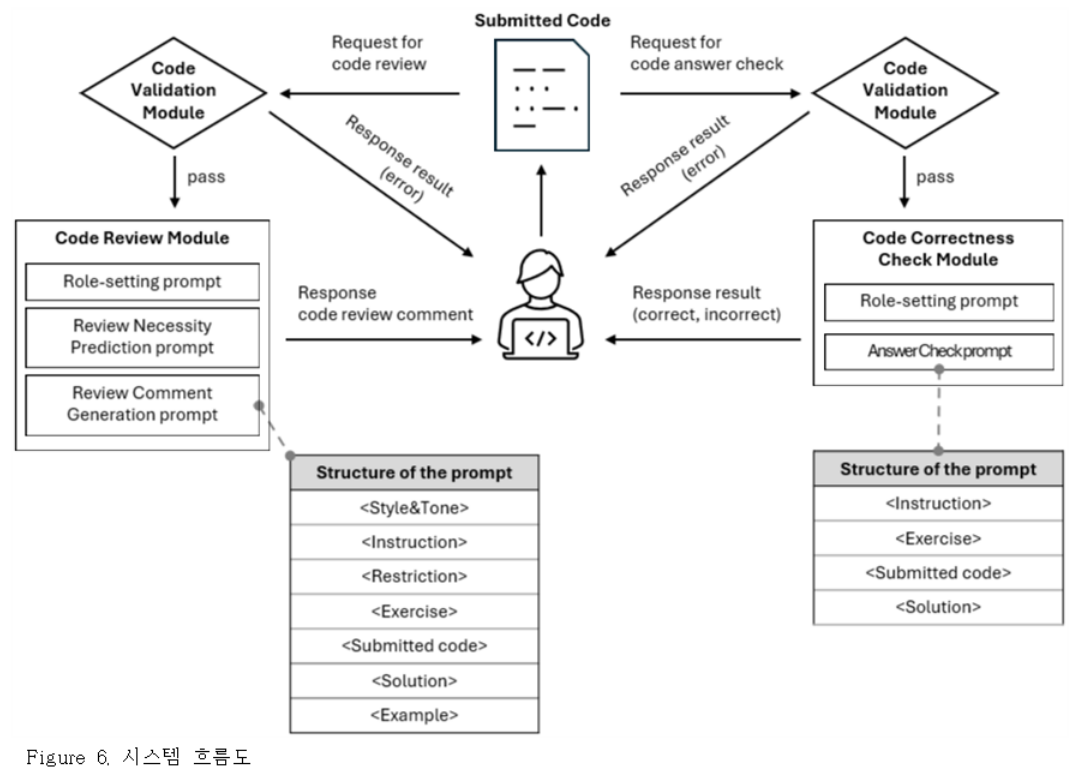 Submitted Code
Request for
code review
Request for
code answer check
Code
Validation
Module
Code
Validation
Module
Response result
(error)
Response result
(error)
pass
pass
Code Review Module
Role-setting prompt
Review Necessity
Prediction prompt
Review Comment
Generation prompt
Response
code review comment
</>
Response result
(correct, incorrect)
Code Correctness
Check Module
Role-setting prompt
Answer Check prompt
Structure of the prompt
<Style&Tone>
<Instruction>
<Restriction>
<Exercise>
<Submitted code>
<Solution>
<Example>
Structure of the prompt
<Instruction>
<Exercise>
<Submitted code>
<Solution>
Figure 6. 시스템 흐름도